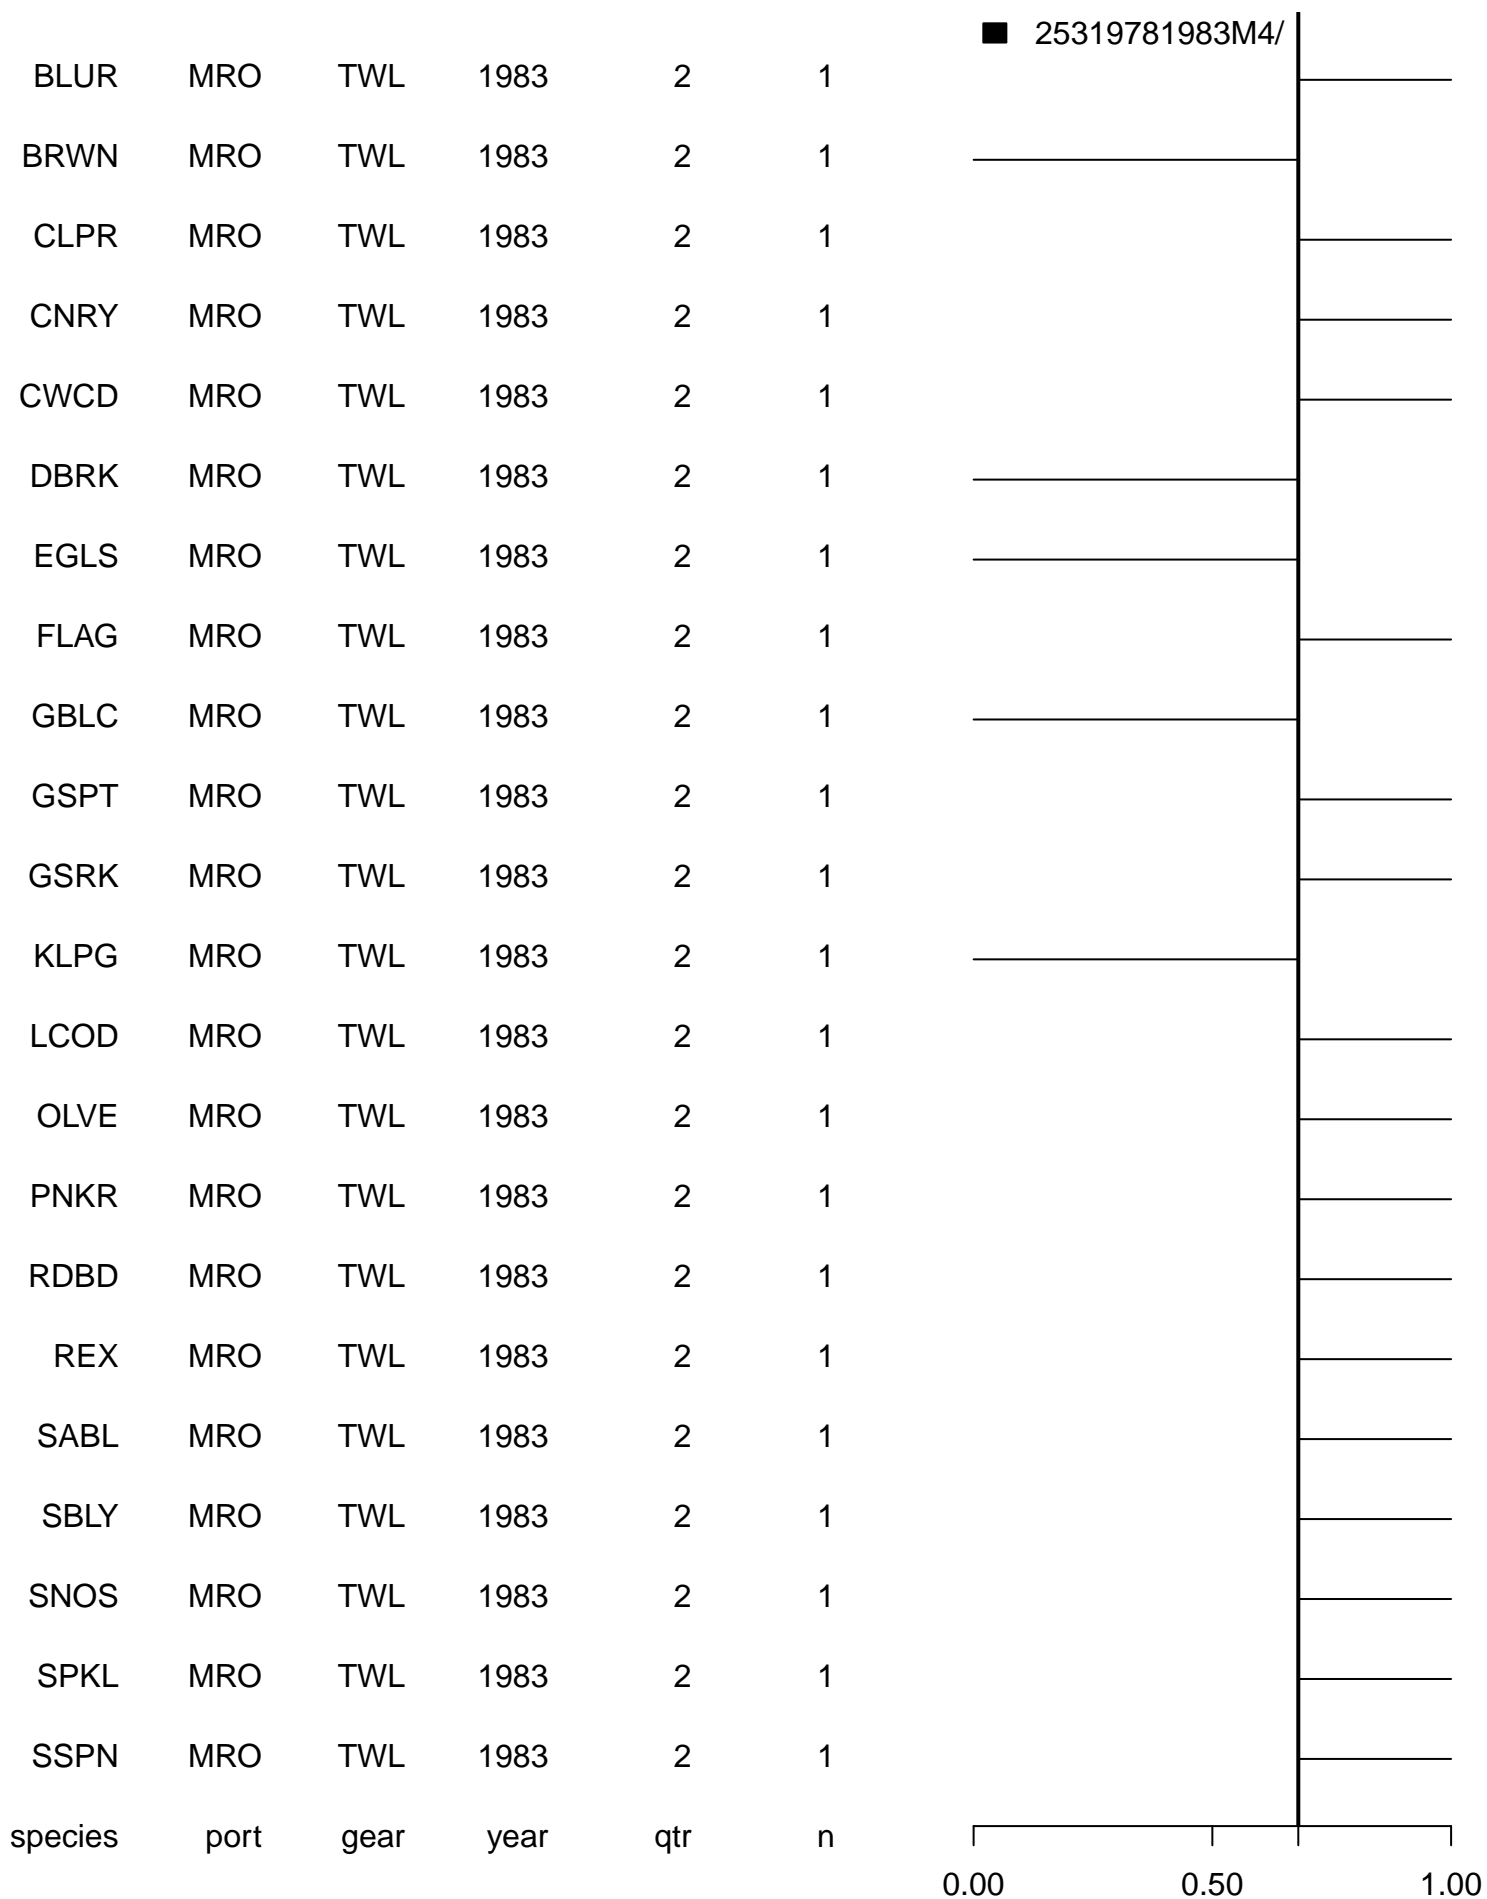 25319781983M4/
BLUR MRO TWL 1983 2 1
BRWN MRO TWL 1983 2 1
CLPR MRO TWL 1983 2 1
CNRY MRO TWL 1983 2 1
CWCD MRO TWL 1983 2 1
DBRK MRO TWL 1983 2 1
EGLS MRO TWL 1983 2 1
FLAG MRO TWL 1983 2 1
GBLC MRO TWL 1983 2 1
GSPT MRO TWL 1983 2 1
GSRK MRO TWL 1983 2 1
KLPG MRO TWL 1983 2 1
LCOD MRO TWL 1983 2 1
OLVE MRO TWL 1983 2 1
PNKR MRO TWL 1983 2 1
RDBD MRO TWL 1983 2 1
REX MRO TWL 1983 2 1
SABL MRO TWL 1983 2 1
SBLY MRO TWL 1983 2 1
SNOS MRO TWL 1983 2 1
SPKL MRO TWL 1983 2 1
SSPN MRO TWL 1983 2 1
species port gear year qtr n
0.00 0.50 1.00